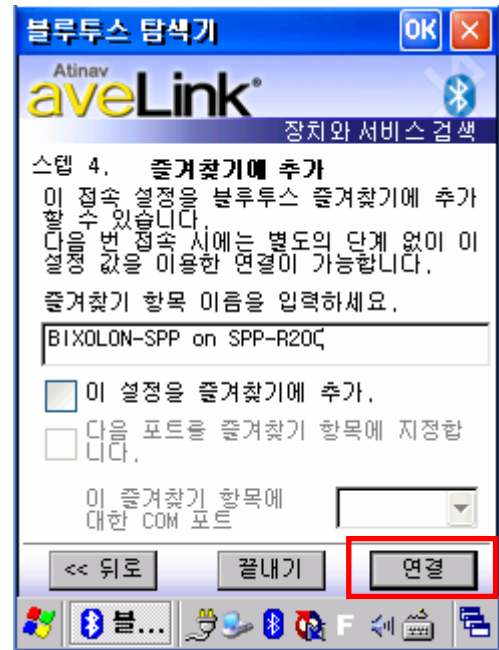 블루투스 탐색기 OK
Atinav
aveLink®
장치와 서비스 검색
스텝 4. 즐겨찾기에 추가
이 접속 설정을 블루투스 즐겨찾기에 추가
할 수 있습니다.
다음 번 접속 시에는 별도의 단계 없이 이
설정 값을 이용한 연결이 가능합니다.
즐겨찾기 항목 이름을 입력하세요.
BIXOLON-SPP on SPP-R200
이 설정을 즐겨찾기에 추가.
다음 포트를 즐겨찾기 항목에 지정합
니다.
이 즐겨찾기 항목에
대한 COM 포트
<< 뒤로 끝내기 연결
블... F